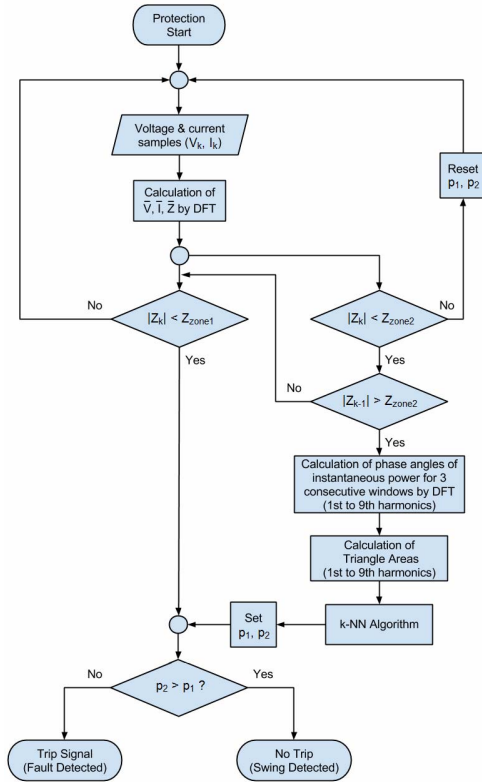 Protection
Start
Voltage & current
samples (Vₖ, Iₖ)
Calculation of
V̅, I̅, Z̅ by DFT
Reset
p₁, p₂
No
|Zₖ| < Z_zone1
Yes
|Zₖ| < Z_zone2
No
Yes
No
|Zₖ₋₁| > Z_zone2
Yes
Calculation of phase angles of
instantaneous power for 3
consecutive windows by DFT
(1st to 9th harmonics)
Calculation of
Triangle Areas
(1st to 9th harmonics)
Set
p₁, p₂
k-NN Algorithm
No
p₂ > p₁ ?
Yes
Trip Signal
(Fault Detected)
No Trip
(Swing Detected)